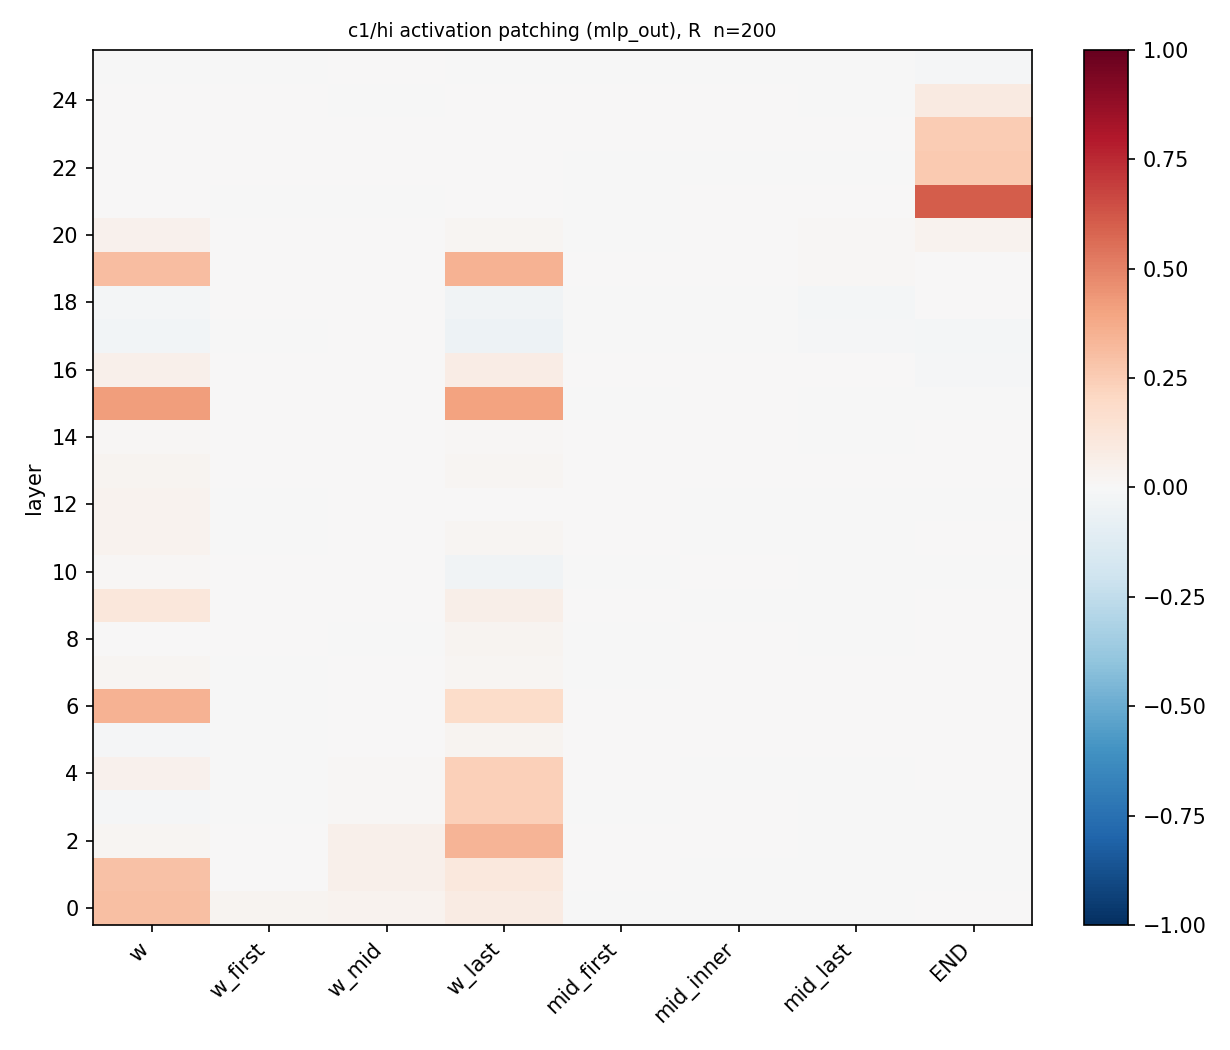 c1/hi activation patching (mlp_out), R  n=200
layer
24
22
20
18
16
14
12
10
8
6
4
2
0
w
w_first
w_mid
w_last
mid_first
mid_inner
mid_last
END
1.00
0.75
0.50
0.25
0.00
−0.25
−0.50
−0.75
−1.00